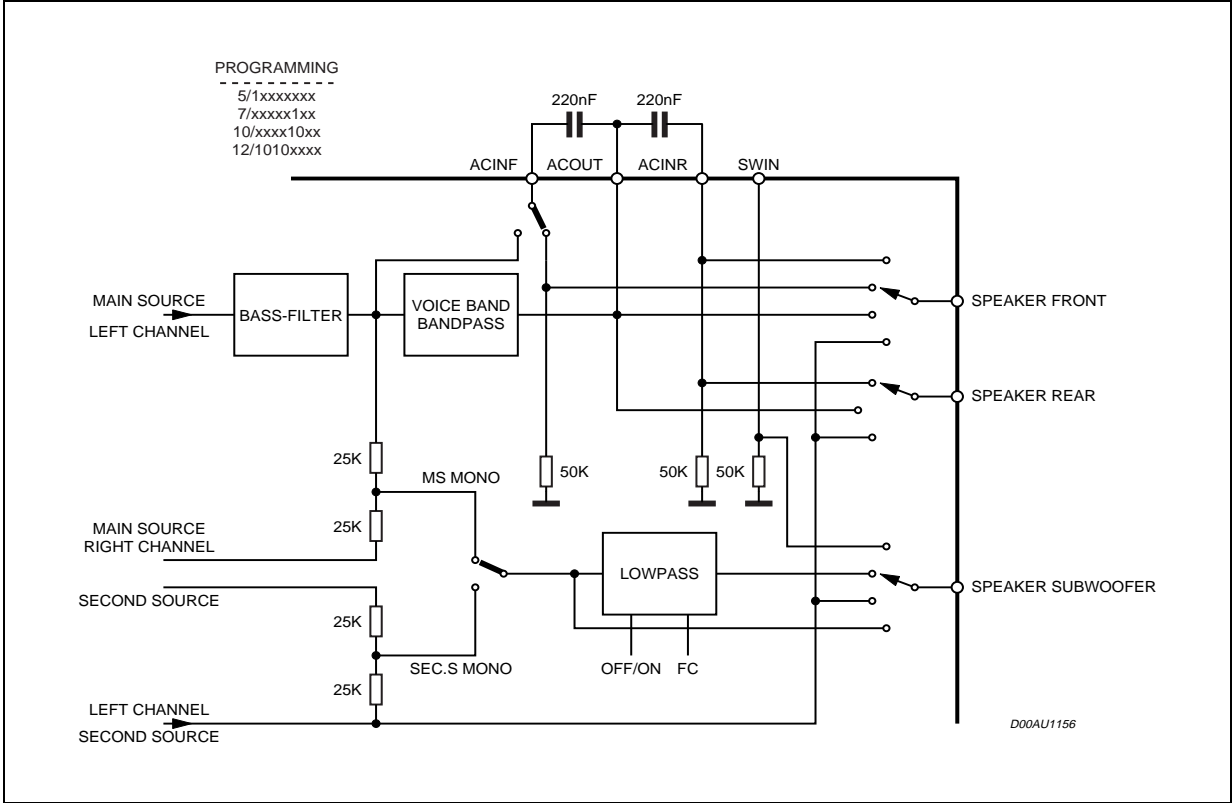 PROGRAMMING
5/1xxxxxxx
7/xxxxx1xx
10/xxxx10xx
12/1010xxxx
220nF
220nF
ACINF
ACOUT
ACINR
SWIN
MAIN SOURCE
LEFT CHANNEL
BASS-FILTER
VOICE BAND
BANDPASS
SPEAKER FRONT
SPEAKER REAR
25K
MS MONO
50K
50K
50K
25K
MAIN SOURCE
RIGHT CHANNEL
LOWPASS
SPEAKER SUBWOOFER
SECOND SOURCE
25K
SEC.S MONO
OFF/ON
FC
25K
LEFT CHANNEL
SECOND SOURCE
D00AU1156